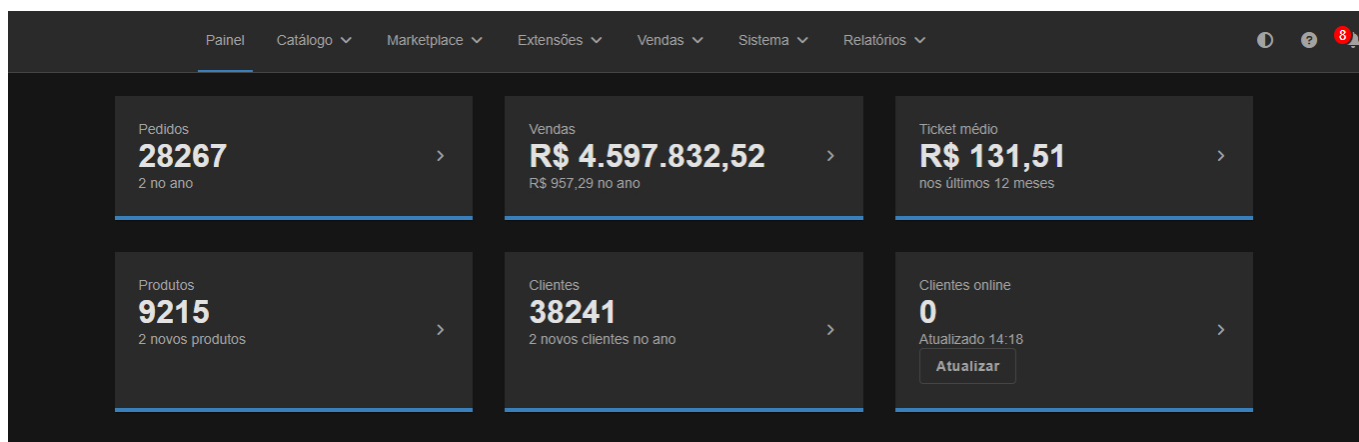 Painel Catálogo Marketplace Extensões Vendas Sistema Relatórios ? 8
Pedidos
28267
2 no ano
Vendas
R$ 4.597.832,52
R$ 957,29 no ano
Ticket médio
R$ 131,51
nos últimos 12 meses
Produtos
9215
2 novos produtos
Clientes
38241
2 novos clientes no ano
Clientes online
0
Atualizado 14:18
Atualizar